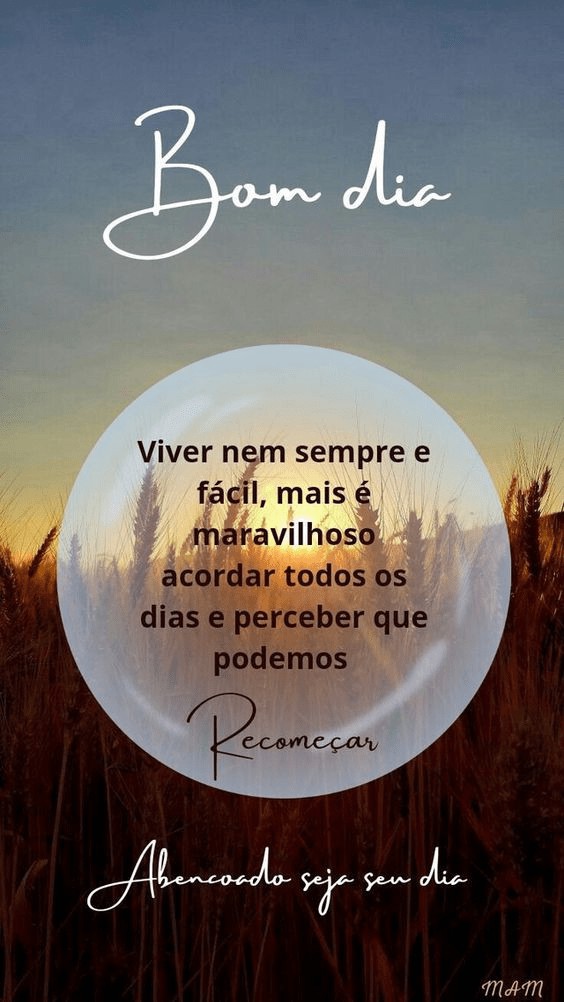 Bom dia
Viver nem sempre e
fácil, mais é
maravilhoso
acordar todos os
dias e perceber que
podemos
Recomeçar
Abencoado seja seu dia
MAM